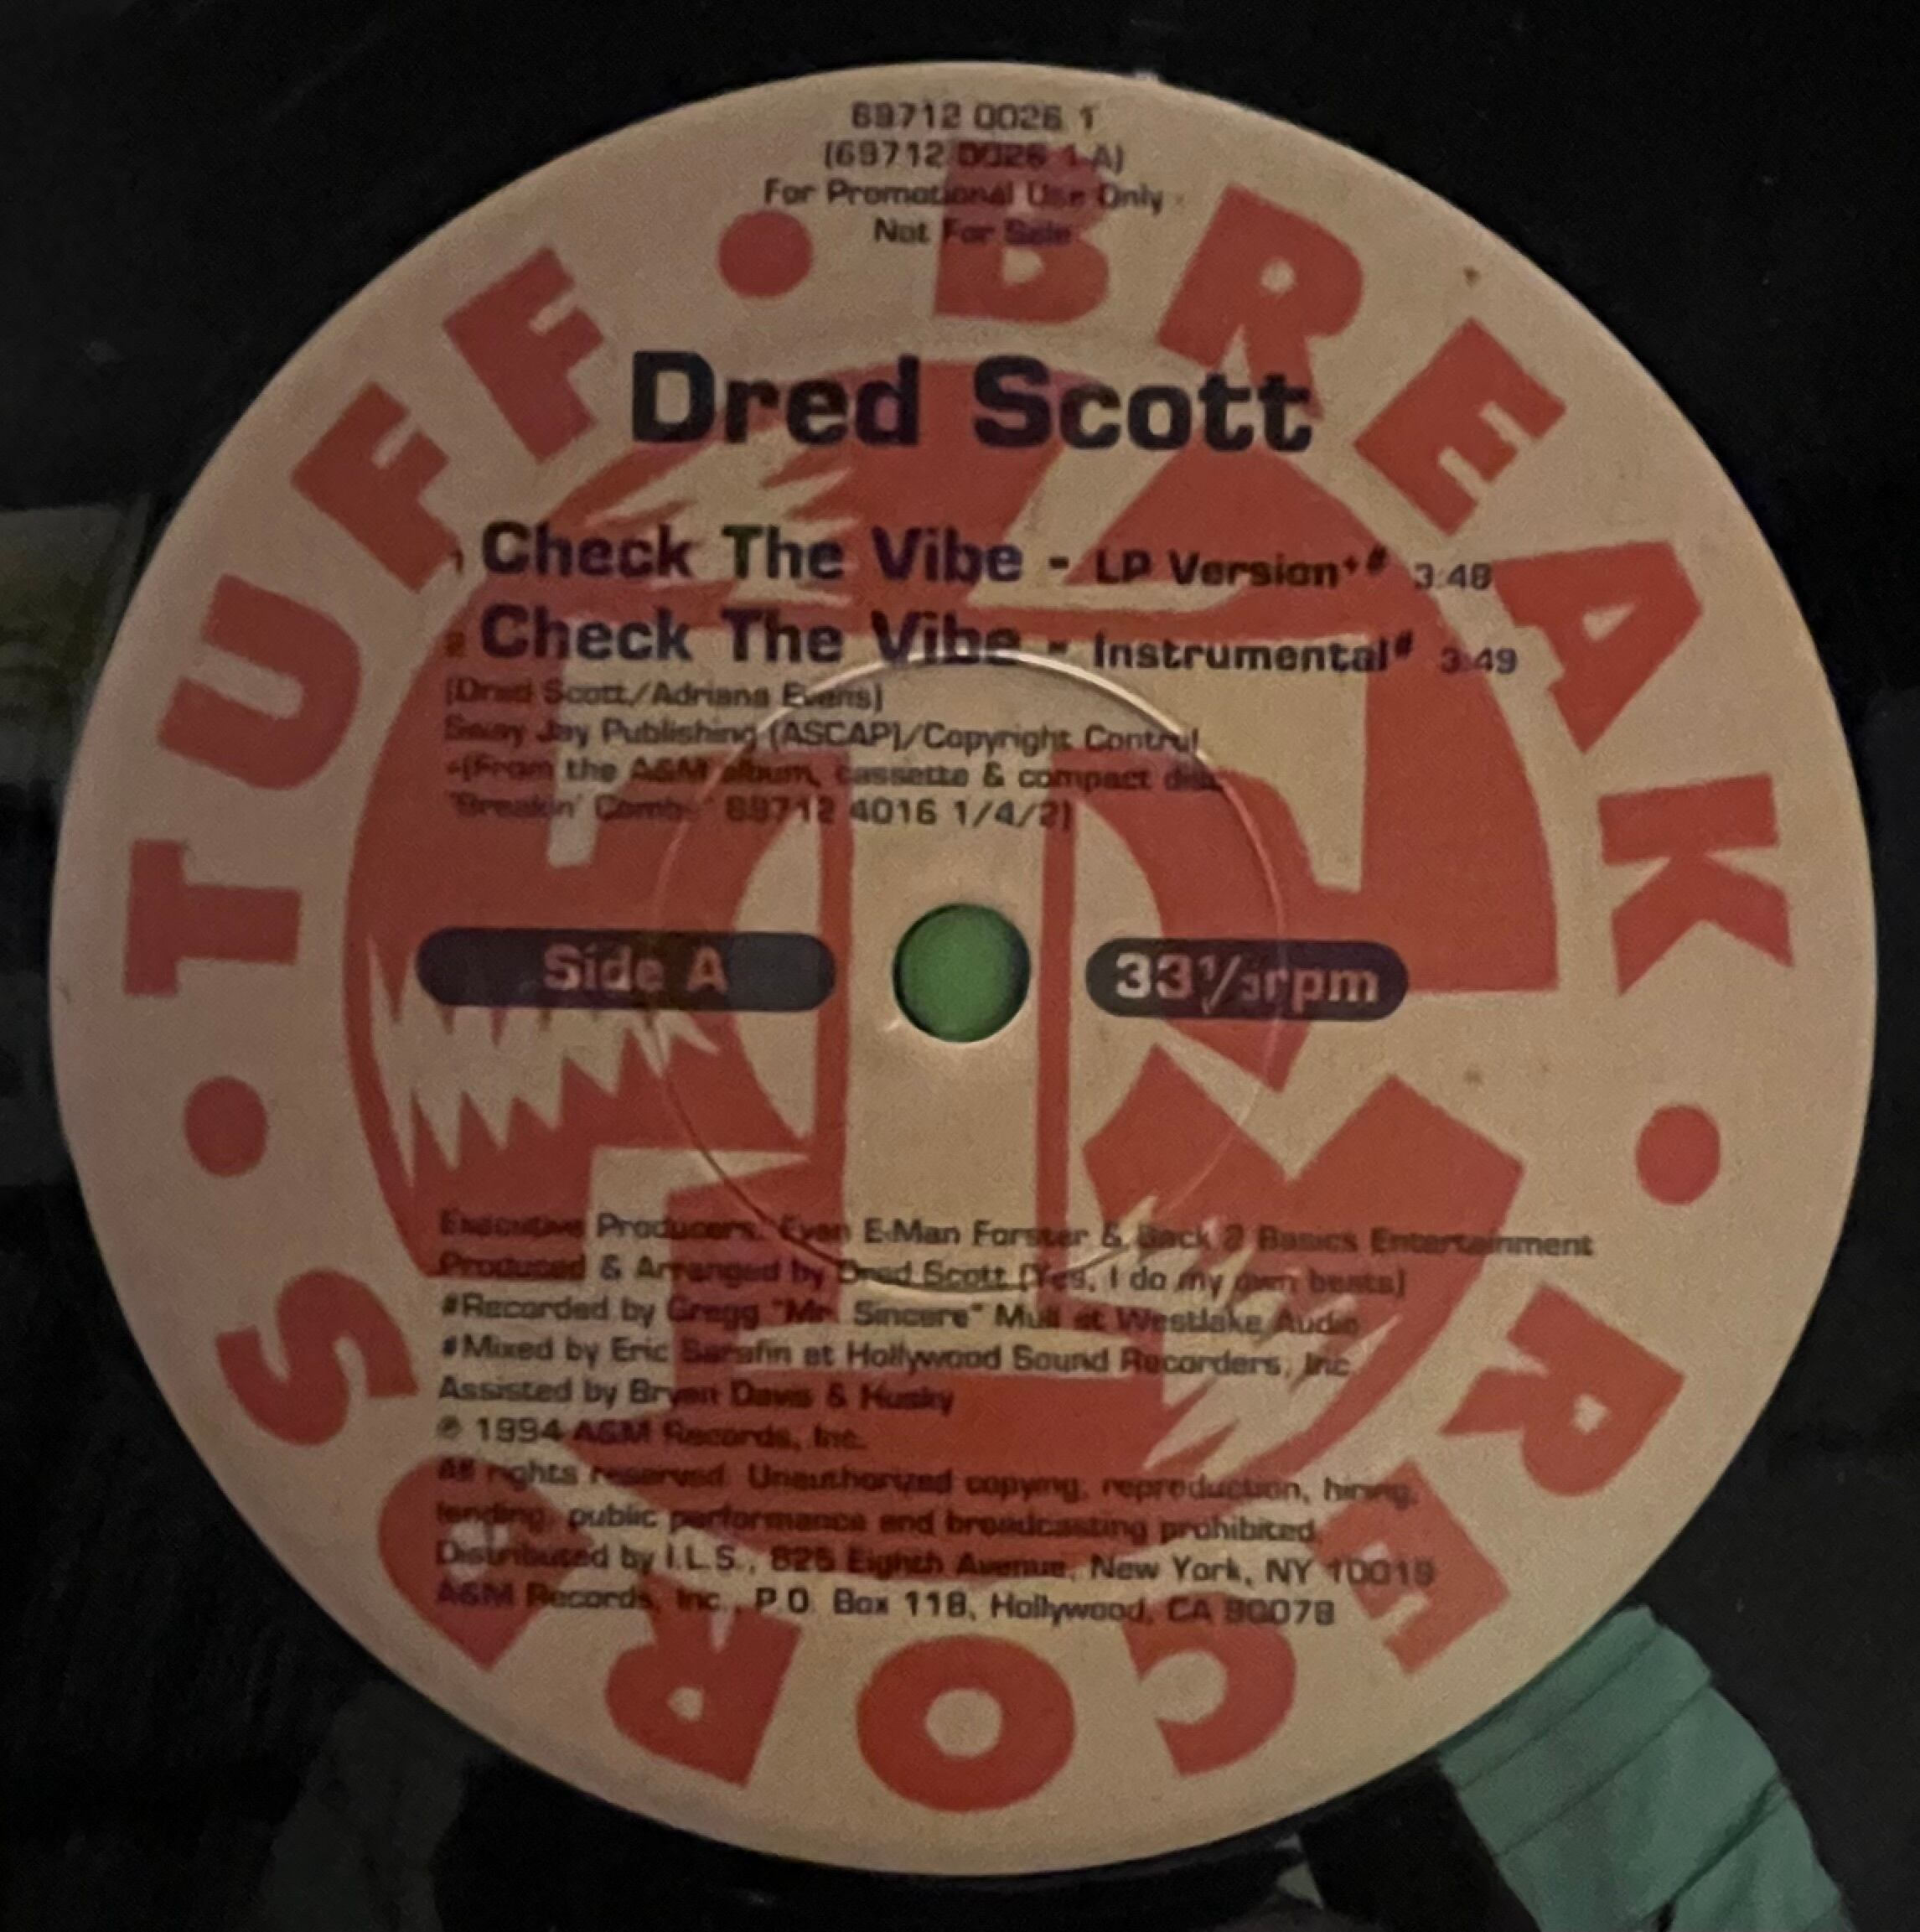 69712 0026 1
(69712 0026 1-A)
For Promotional Use Only
Not For Sale
TUFF • BREAK • RECORDS •
Dred Scott
1 Check The Vibe - LP Version+# 3:48
Check The Vibe - Instrumental# 3:49
(Dred Scott/Adriana Evans)
Jay Publishing (ASCAP)/Copyright Control
+(From the A&M album, cassette & compact disc
"Breakin' Combs" 69712 4016 1/4/2)
Side A
33 1/3 rpm
Executive Producers: Evan E-Man Forster & Back 2 Basics Entertainment
Produced & Arranged by Dred Scott (Yes, I do my own beats)
#Recorded by Gregg "Mr. Sincere" Mull at Westlake Audio
#Mixed by Eric Sarafin at Hollywood Sound Recorders, Inc.
Assisted by Bryan Davis & Husky
℗ 1994 A&M Records, Inc.
All rights reserved. Unauthorized copying, reproduction, hiring,
lending, public performance and broadcasting prohibited.
Distributed by I.L.S., 825 Eighth Avenue, New York, NY 10019
A&M Records, Inc., P.O. Box 118, Hollywood, CA 90078